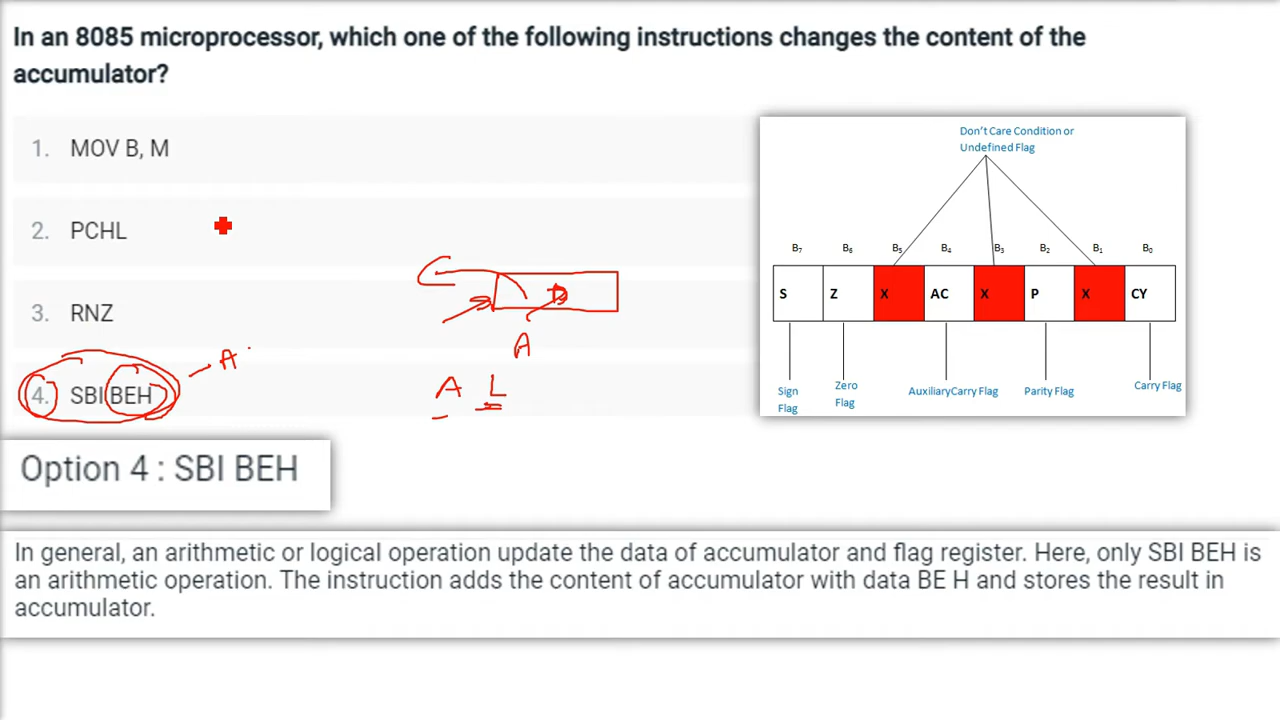 In an 8085 microprocessor, which one of the following instructions changes the content of the
accumulator?
1. MOV B, M
2. PCHL
3. RNZ
4. SBI BEH
A
A
A L
Don't Care Condition or
Undefined Flag
B7 B6 B5 B4 B3 B2 B1 B0
S Z X AC X P X CY
Sign
Flag
Zero
Flag
AuxiliaryCarry Flag
Parity Flag
Carry Flag
Option 4 : SBI BEH
In general, an arithmetic or logical operation update the data of accumulator and flag register. Here, only SBI BEH is
an arithmetic operation. The instruction adds the content of accumulator with data BE H and stores the result in
accumulator.